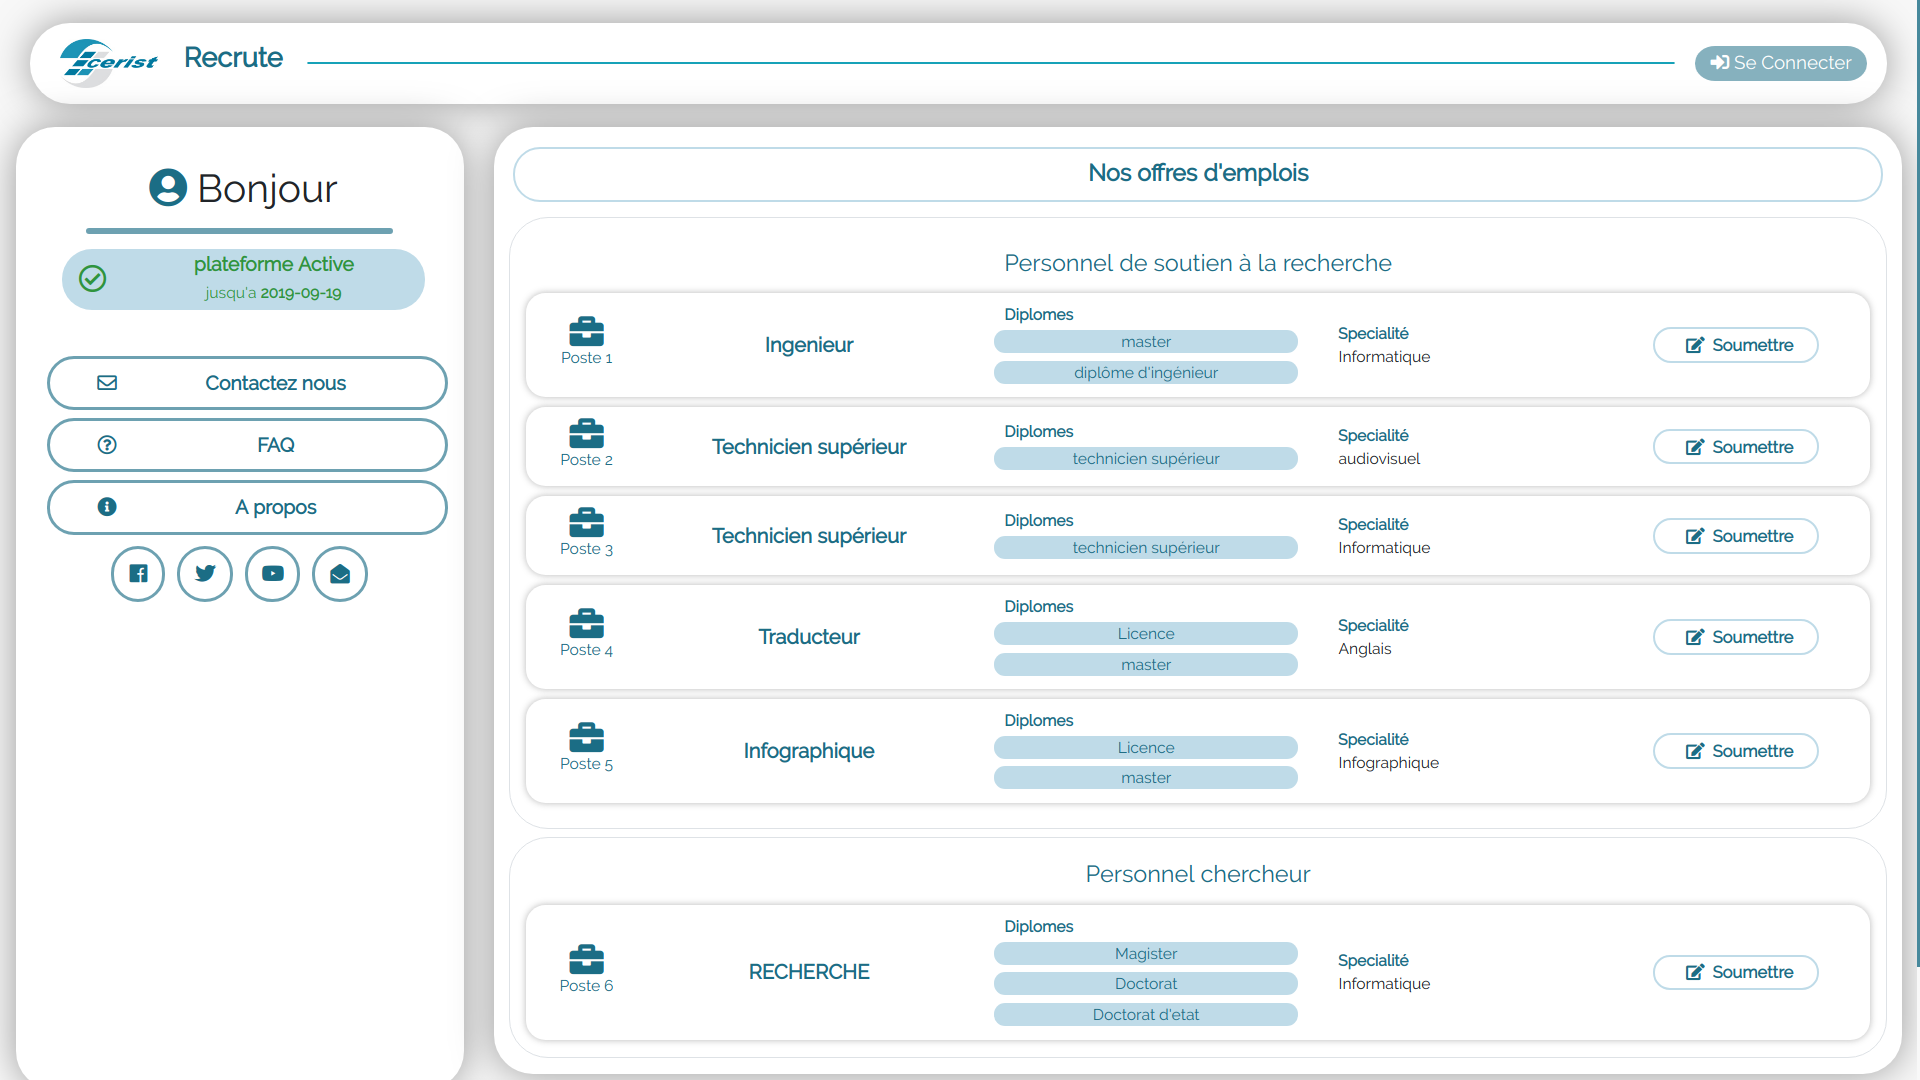 cerist
Recrute
Se Connecter
Bonjour
plateforme Active
jusqu'a 2019-09-19
Contactez nous
FAQ
A propos
Nos offres d'emplois
Personnel de soutien à la recherche
Poste 1
Ingenieur
Diplomes
master
diplôme d'ingénieur
Specialité
Informatique
Soumettre
Poste 2
Technicien supérieur
Diplomes
technicien supérieur
Specialité
audiovisuel
Soumettre
Poste 3
Technicien supérieur
Diplomes
technicien supérieur
Specialité
Informatique
Soumettre
Poste 4
Traducteur
Diplomes
Licence
master
Specialité
Anglais
Soumettre
Poste 5
Infographique
Diplomes
Licence
master
Specialité
Infographique
Soumettre
Personnel chercheur
Poste 6
RECHERCHE
Diplomes
Magister
Doctorat
Doctorat d'etat
Specialité
Informatique
Soumettre